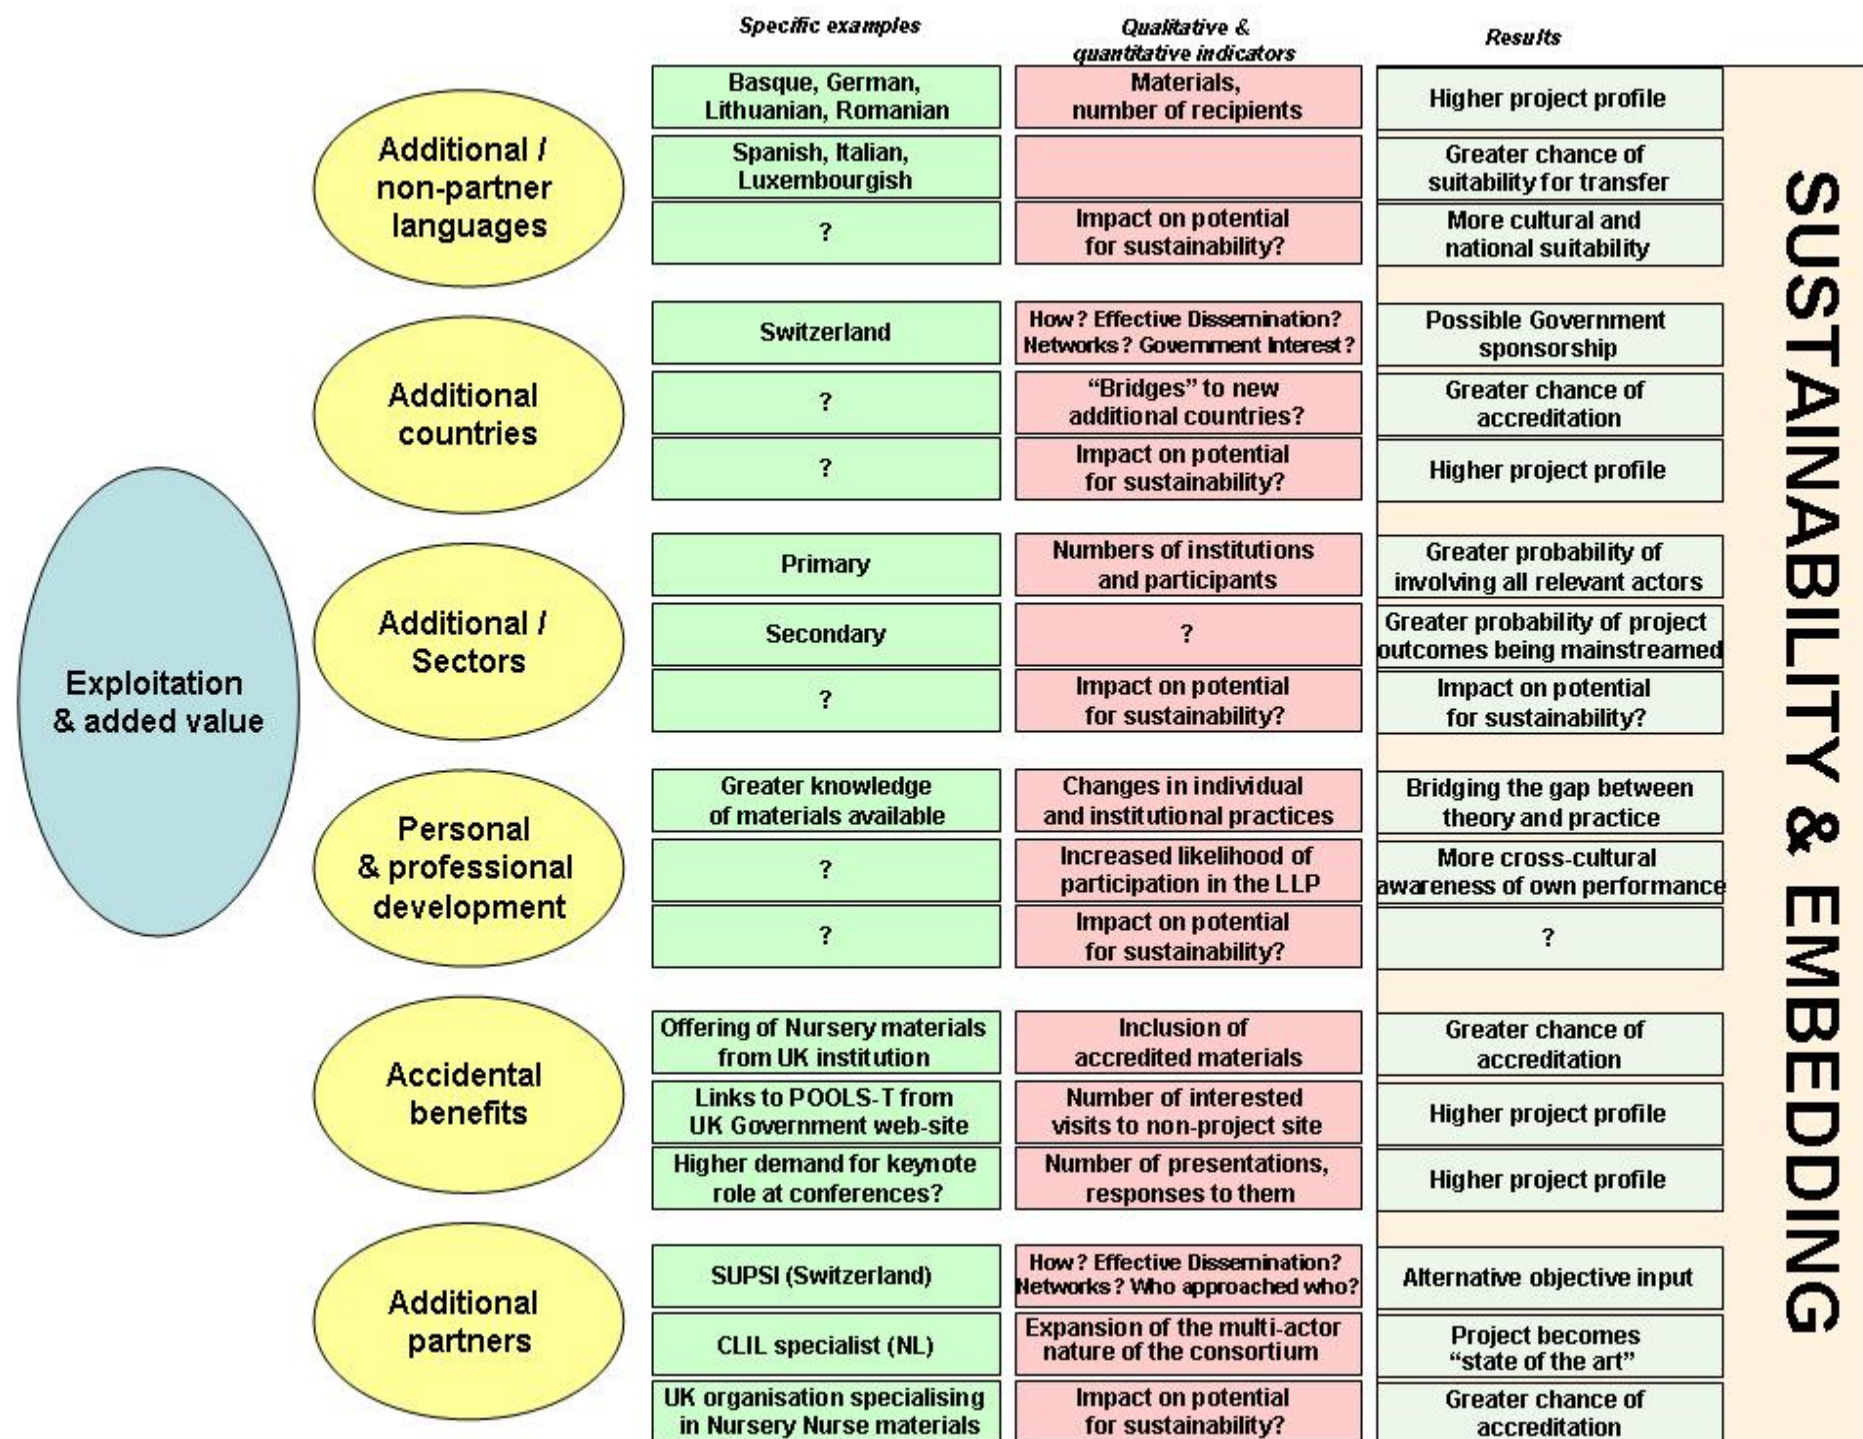 Specific examples
Qualitative &
quantitative indicators
Results
Exploitation
& added value
Additional /
non-partner
languages
Basque, German,
Lithuanian, Romanian
Materials,
number of recipients
Higher project profile
Spanish, Italian,
Luxembourgish
Greater chance of
suitability for transfer
?
Impact on potential
for sustainability?
More cultural and
national suitability
Additional
countries
Switzerland
How? Effective Dissemination?
Networks? Government Interest?
Possible Government
sponsorship
?
“Bridges” to new
additional countries?
Greater chance of
accreditation
?
Impact on potential
for sustainability?
Higher project profile
Additional /
Sectors
Primary
Numbers of institutions
and participants
Greater probability of
involving all relevant actors
Secondary
?
Greater probability of project
outcomes being mainstreamed
?
Impact on potential
for sustainability?
Impact on potential
for sustainability?
Personal
& professional
development
Greater knowledge
of materials available
Changes in individual
and institutional practices
Bridging the gap between
theory and practice
?
Increased likelihood of
participation in the LLP
More cross-cultural
awareness of own performance
?
Impact on potential
for sustainability?
?
Accidental
benefits
Offering of Nursery materials
from UK institution
Inclusion of
accredited materials
Greater chance of
accreditation
Links to POOLS-T from
UK Government web-site
Number of interested
visits to non-project site
Higher project profile
Higher demand for keynote
role at conferences?
Number of presentations,
responses to them
Higher project profile
Additional
partners
SUPSI (Switzerland)
How? Effective Dissemination?
Networks? Who approached who?
Alternative objective input
CLIL specialist (NL)
Expansion of the multi-actor
nature of the consortium
Project becomes
“state of the art”
UK organisation specialising
in Nursery Nurse materials
Impact on potential
for sustainability?
Greater chance of
accreditation
SUSTAINABILITY & EMBEDDING